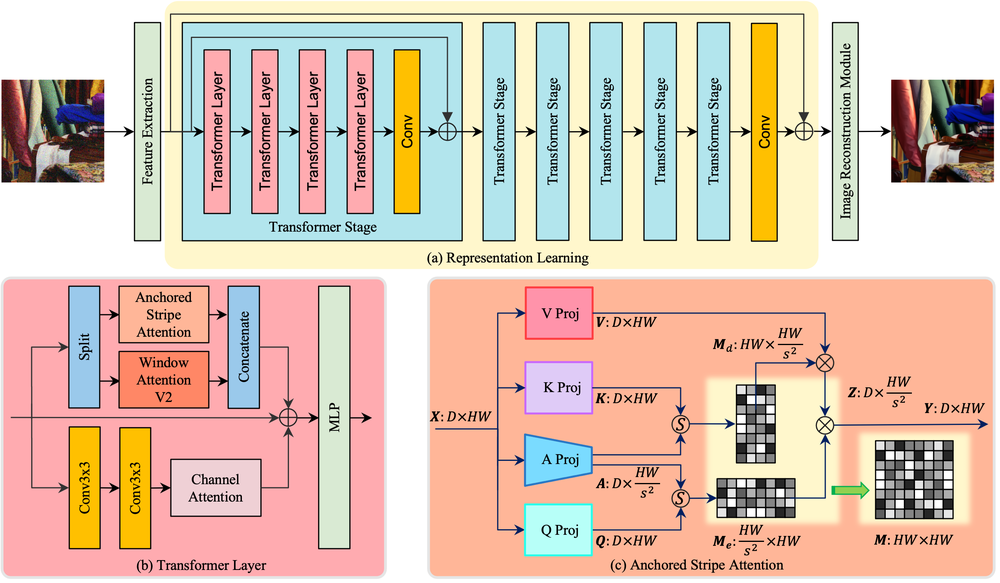 Feature Extraction
Transformer Layer
Transformer Layer
Transformer Layer
Transformer Layer
Conv
Transformer Stage
Transformer Stage
Transformer Stage
Transformer Stage
Transformer Stage
Transformer Stage
Conv
Image Reconstruction Module
(a) Representation Learning
Split
Anchored
Stripe
Attention
Window
Attention
V2
Concatenate
MLP
Conv3x3
Conv3x3
Channel
Attention
(b) Transformer Layer
X: D×HW
V Proj
V: D×HW
K Proj
K: D×HW
A Proj
A: D×HW/s²
Q Proj
Q: D×HW
S
S
M_d: HW×HW/s²
M_e: HW/s²×HW
Z: D×HW/s²
Y: D×HW
M: HW×HW
(c) Anchored Stripe Attention